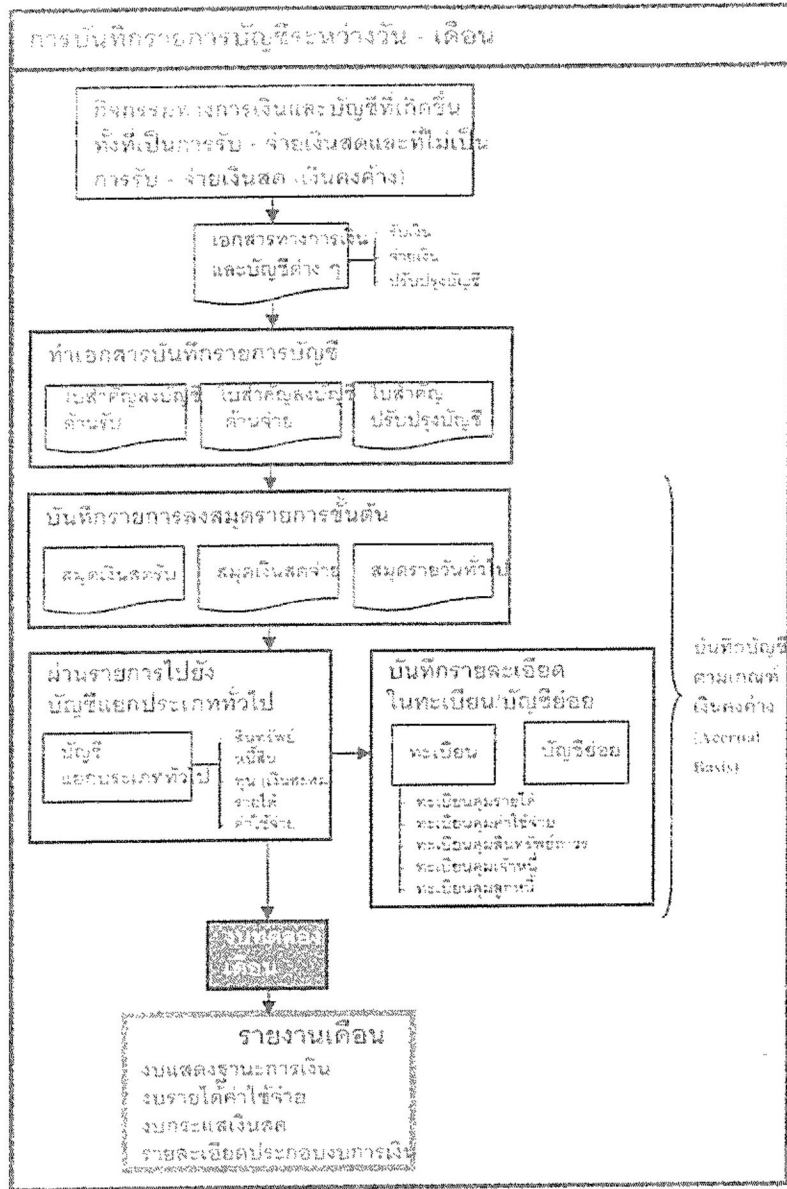 การบันทึกรายการบัญชีระหว่างวัน - เดือน
กิจกรรมทางการเงินและบัญชีที่เกิดขึ้น
ทั้งที่เป็นการรับ - จ่ายเงินสดและที่ไม่เป็น
การรับ - จ่ายเงินสด (เงินคงค้าง)
เอกสารทางการเงิน
และบัญชีต่าง ๆ
รับเงิน
จ่ายเงิน
ปรับปรุงบัญชี
ทำเอกสารบันทึกรายการบัญชี
ใบสำคัญลงบัญชี
ด้านรับ
ใบสำคัญลงบัญชี
ด้านจ่าย
ใบสำคัญ
ปรับปรุงบัญชี
บันทึกรายการลงสมุดรายการขั้นต้น
สมุดเงินสดรับ
สมุดเงินสดจ่าย
สมุดรายวันทั่วไป
ผ่านรายการไปยัง
บัญชีแยกประเภททั่วไป
บัญชี
แยกประเภททั่วไป
สินทรัพย์
หนี้สิน
ทุน (เงินสะสม
รายได้
ค่าใช้จ่าย
บันทึกรายละเอียด
ในทะเบียน/บัญชีย่อย
ทะเบียน
บัญชีย่อย
ทะเบียนคุมรายได้
ทะเบียนคุมค่าใช้จ่าย
ทะเบียนคุมสินทรัพย์ถาวร
ทะเบียนคุมเจ้าหนี้
ทะเบียนคุมลูกหนี้
บันทึกบัญชี
ตามเกณฑ์
เงินคงค้าง
(Accrual
Basis)
งบทดลอง
เดือน
รายงานเดือน
งบแสดงฐานะการเงิน
งบรายได้ค่าใช้จ่าย
งบกระแสเงินสด
รายละเอียดประกอบงบการเงิน